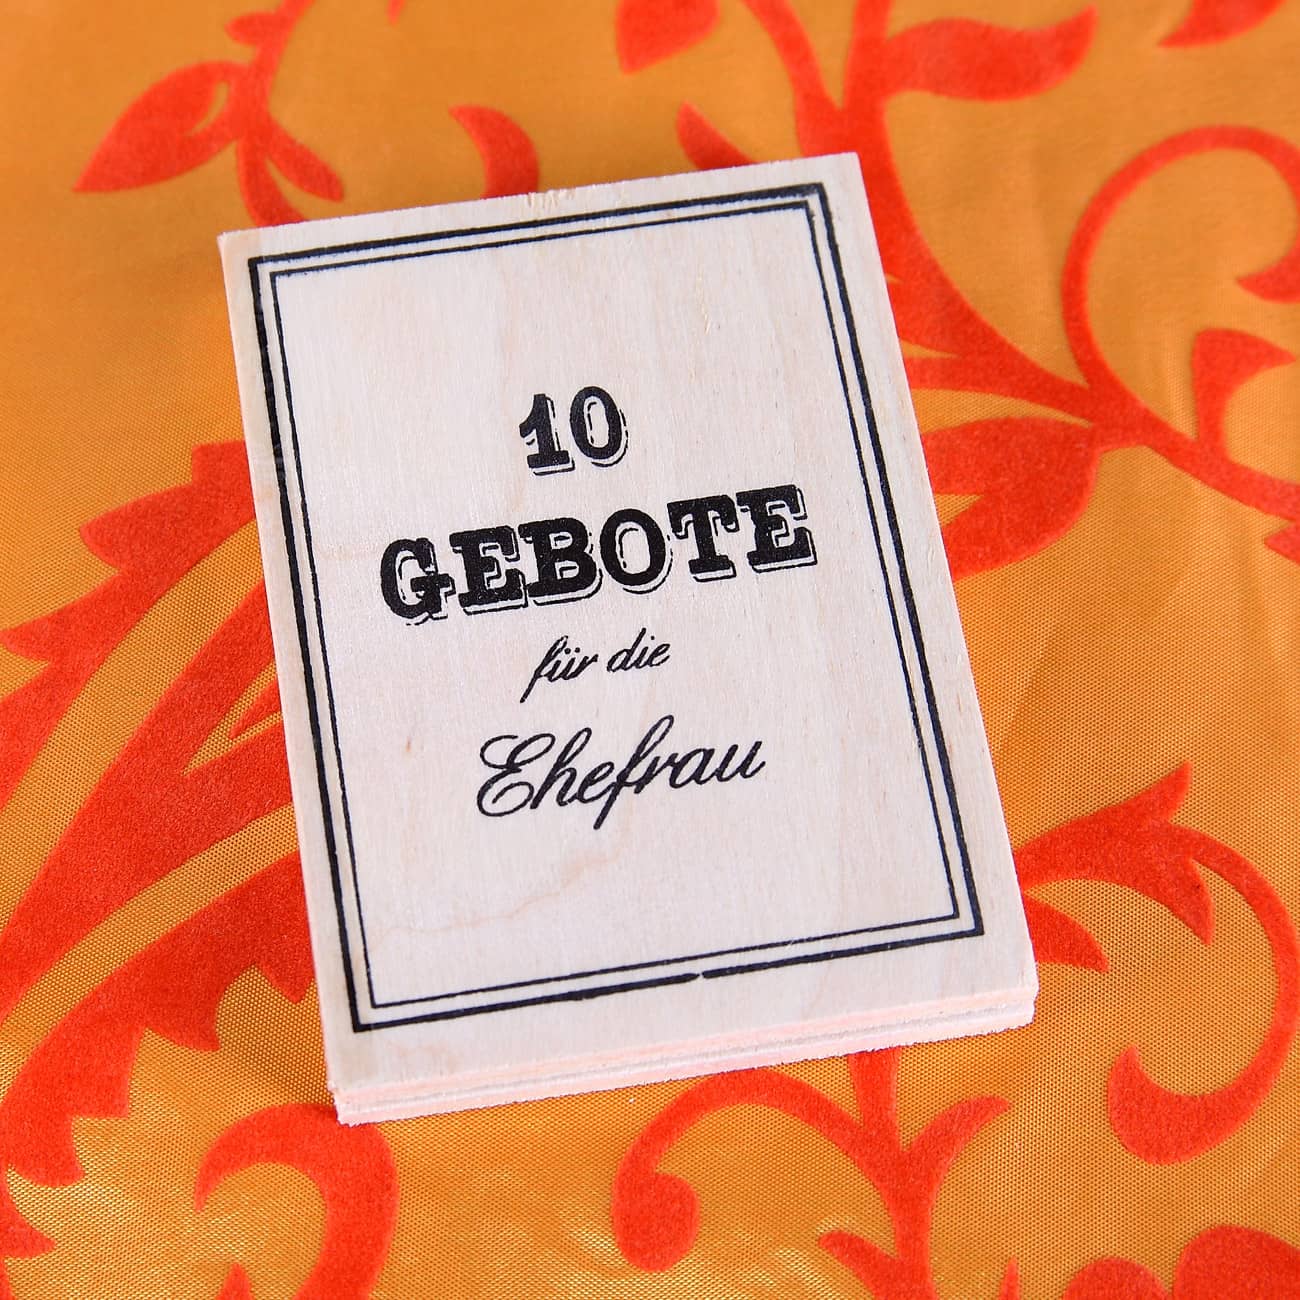 10
GEBOTE
für die
Ehefrau